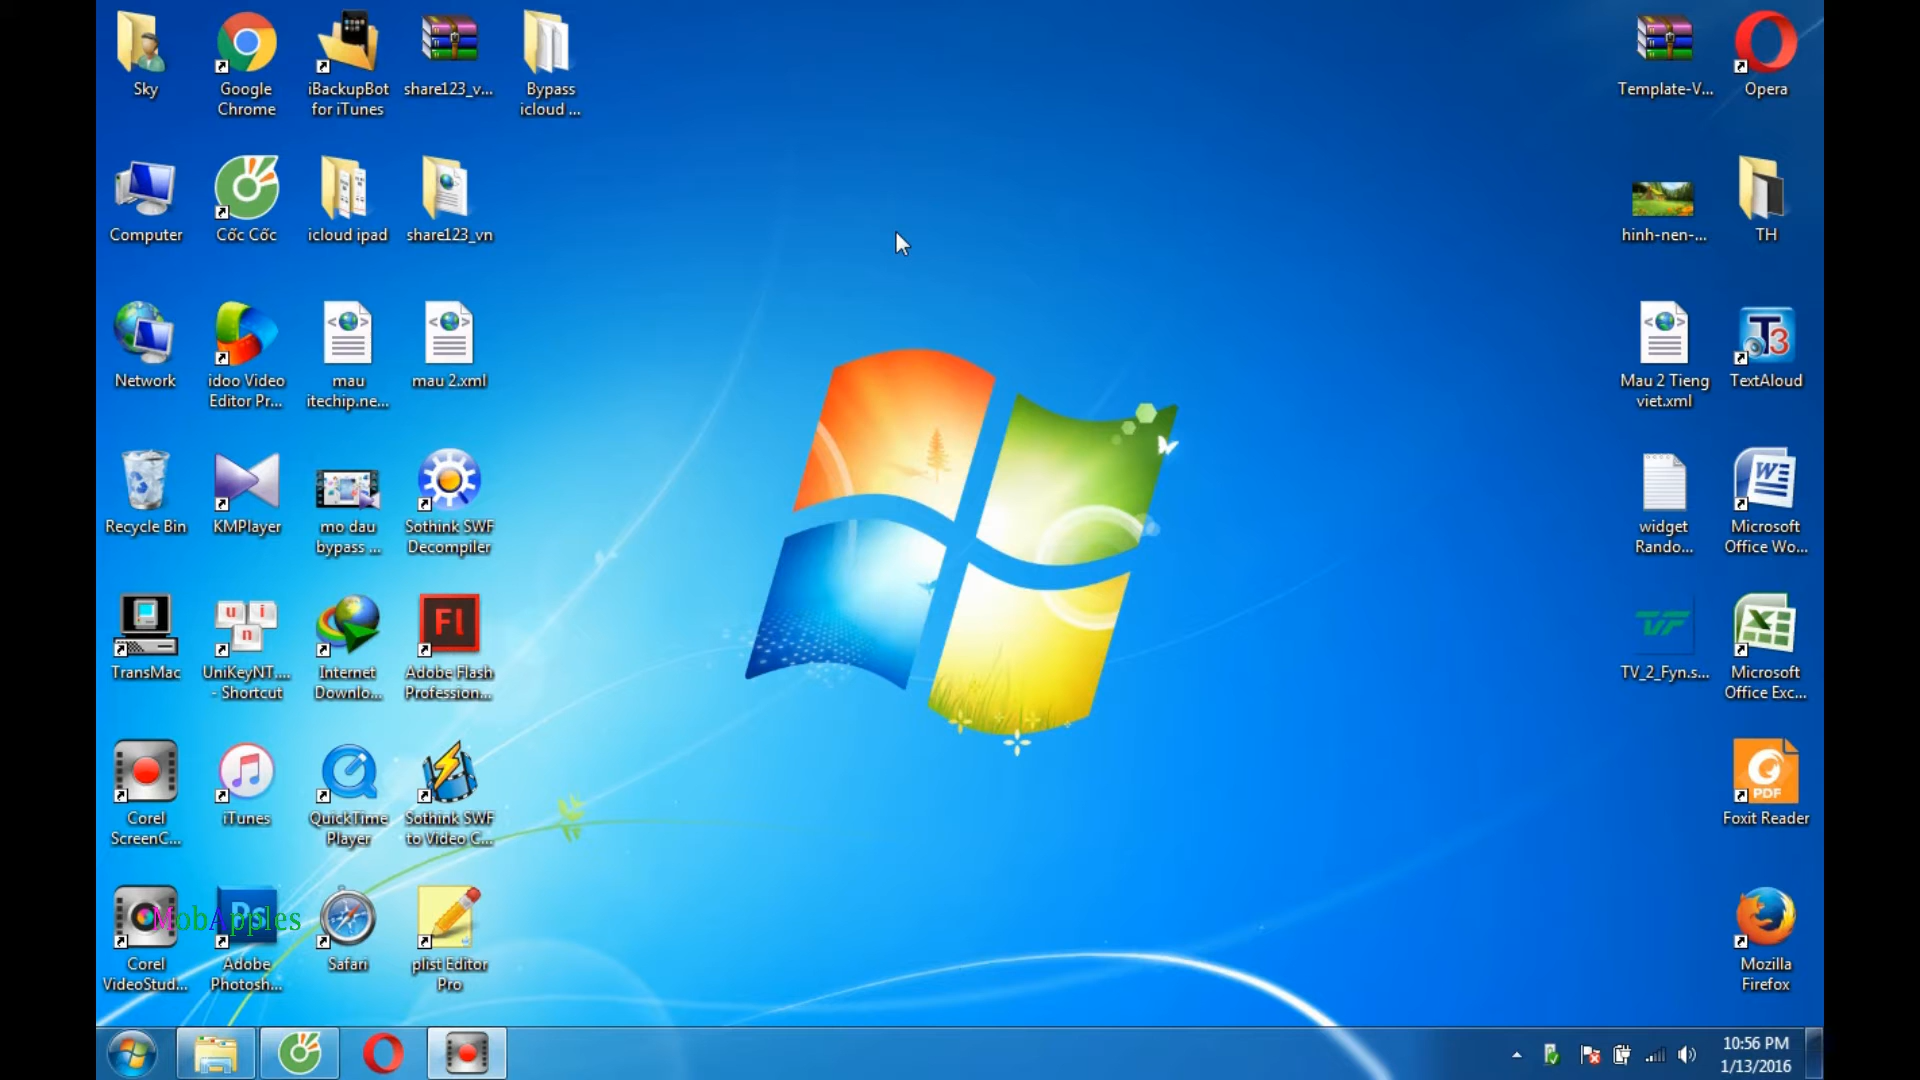 Sky
Google
Chrome
iBackupBot
for iTunes
share123_v...
Bypass
icloud ...
Template-V...
Opera
Computer
Cốc Cốc
icloud ipad
share123_vn
hinh-nen-...
TH
Network
idoo Video
Editor Pr...
mau
itechip.ne...
mau 2.xml
Mau 2 Tieng
viet.xml
T3
TextAloud
Recycle Bin
KMPlayer
mo dau
bypass ...
Sothink SWF
Decompiler
widget
Rando...
W
Microsoft
Office Wo...
TransMac
u i
n
UniKeyNT....
- Shortcut
Internet
Downlo...
Fl
Adobe Flash
Profession...
TV_2_Fyn.s...
Microsoft
Office Exc...
Corel
ScreenC...
iTunes
QuickTime
Player
Sothink SWF
to Video C...
PDF
Foxit Reader
MobApples
Ps
Corel
VideoStud...
Adobe
Photosh...
Safari
plist Editor
Pro
Mozilla
Firefox
10:56 PM
1/13/2016